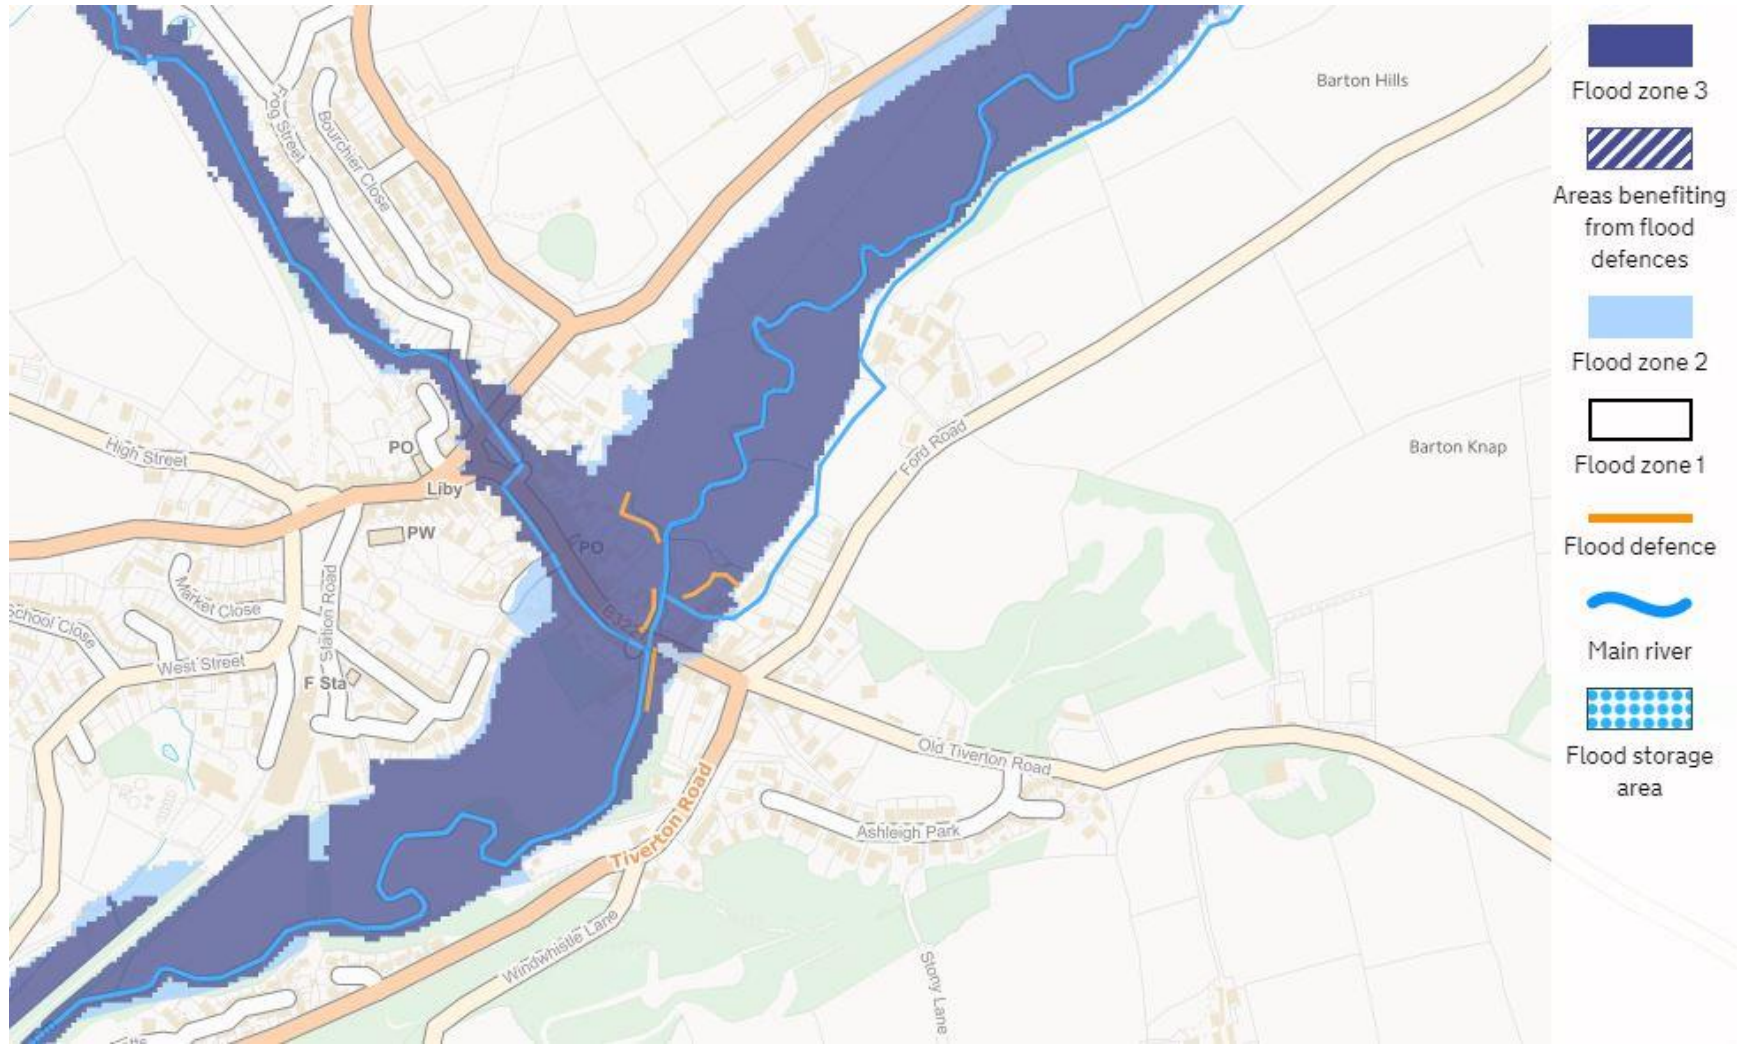 Flood zone 3
Areas benefiting
from flood
defences
Flood zone 2
Flood zone 1
Flood defence
Main river
Flood storage
area
Barton Hills
Frog Street
Bourchier Close
Barton Knap
High Street
PO
Liby
PW
PO
Ford Road
Market Close
School Close
Station Road
West Street
F Sta
Old Tiverton Road
Tiverton Road
Ashleigh Park
Windwhistle Lane
Stony Lane